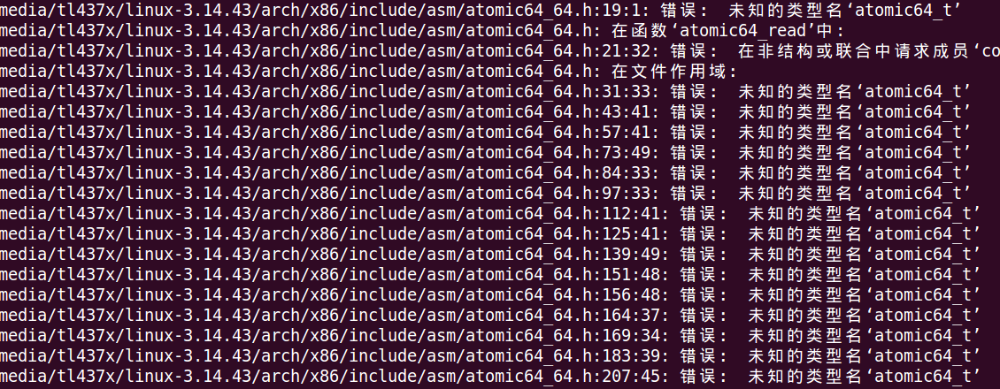 media/tl437x/linux-3.14.43/arch/x86/include/asm/atomic64_64.h:19:1: 错误： 未知的类型名‘atomic64_t’
media/tl437x/linux-3.14.43/arch/x86/include/asm/atomic64_64.h: 在函数‘atomic64_read’中:
media/tl437x/linux-3.14.43/arch/x86/include/asm/atomic64_64.h:21:32: 错误： 在非结构或联合中请求成员‘co
media/tl437x/linux-3.14.43/arch/x86/include/asm/atomic64_64.h: 在文件作用域:
media/tl437x/linux-3.14.43/arch/x86/include/asm/atomic64_64.h:31:33: 错误： 未知的类型名‘atomic64_t’
media/tl437x/linux-3.14.43/arch/x86/include/asm/atomic64_64.h:43:41: 错误： 未知的类型名‘atomic64_t’
media/tl437x/linux-3.14.43/arch/x86/include/asm/atomic64_64.h:57:41: 错误： 未知的类型名‘atomic64_t’
media/tl437x/linux-3.14.43/arch/x86/include/asm/atomic64_64.h:73:49: 错误： 未知的类型名‘atomic64_t’
media/tl437x/linux-3.14.43/arch/x86/include/asm/atomic64_64.h:84:33: 错误： 未知的类型名‘atomic64_t’
media/tl437x/linux-3.14.43/arch/x86/include/asm/atomic64_64.h:97:33: 错误： 未知的类型名‘atomic64_t’
media/tl437x/linux-3.14.43/arch/x86/include/asm/atomic64_64.h:112:41: 错误： 未知的类型名‘atomic64_t’
media/tl437x/linux-3.14.43/arch/x86/include/asm/atomic64_64.h:125:41: 错误： 未知的类型名‘atomic64_t’
media/tl437x/linux-3.14.43/arch/x86/include/asm/atomic64_64.h:139:49: 错误： 未知的类型名‘atomic64_t’
media/tl437x/linux-3.14.43/arch/x86/include/asm/atomic64_64.h:151:48: 错误： 未知的类型名‘atomic64_t’
media/tl437x/linux-3.14.43/arch/x86/include/asm/atomic64_64.h:156:48: 错误： 未知的类型名‘atomic64_t’
media/tl437x/linux-3.14.43/arch/x86/include/asm/atomic64_64.h:164:37: 错误： 未知的类型名‘atomic64_t’
media/tl437x/linux-3.14.43/arch/x86/include/asm/atomic64_64.h:169:34: 错误： 未知的类型名‘atomic64_t’
media/tl437x/linux-3.14.43/arch/x86/include/asm/atomic64_64.h:183:39: 错误： 未知的类型名‘atomic64_t’
media/tl437x/linux-3.14.43/arch/x86/include/asm/atomic64_64.h:207:45: 错误： 未知的类型名‘atomic64_t’